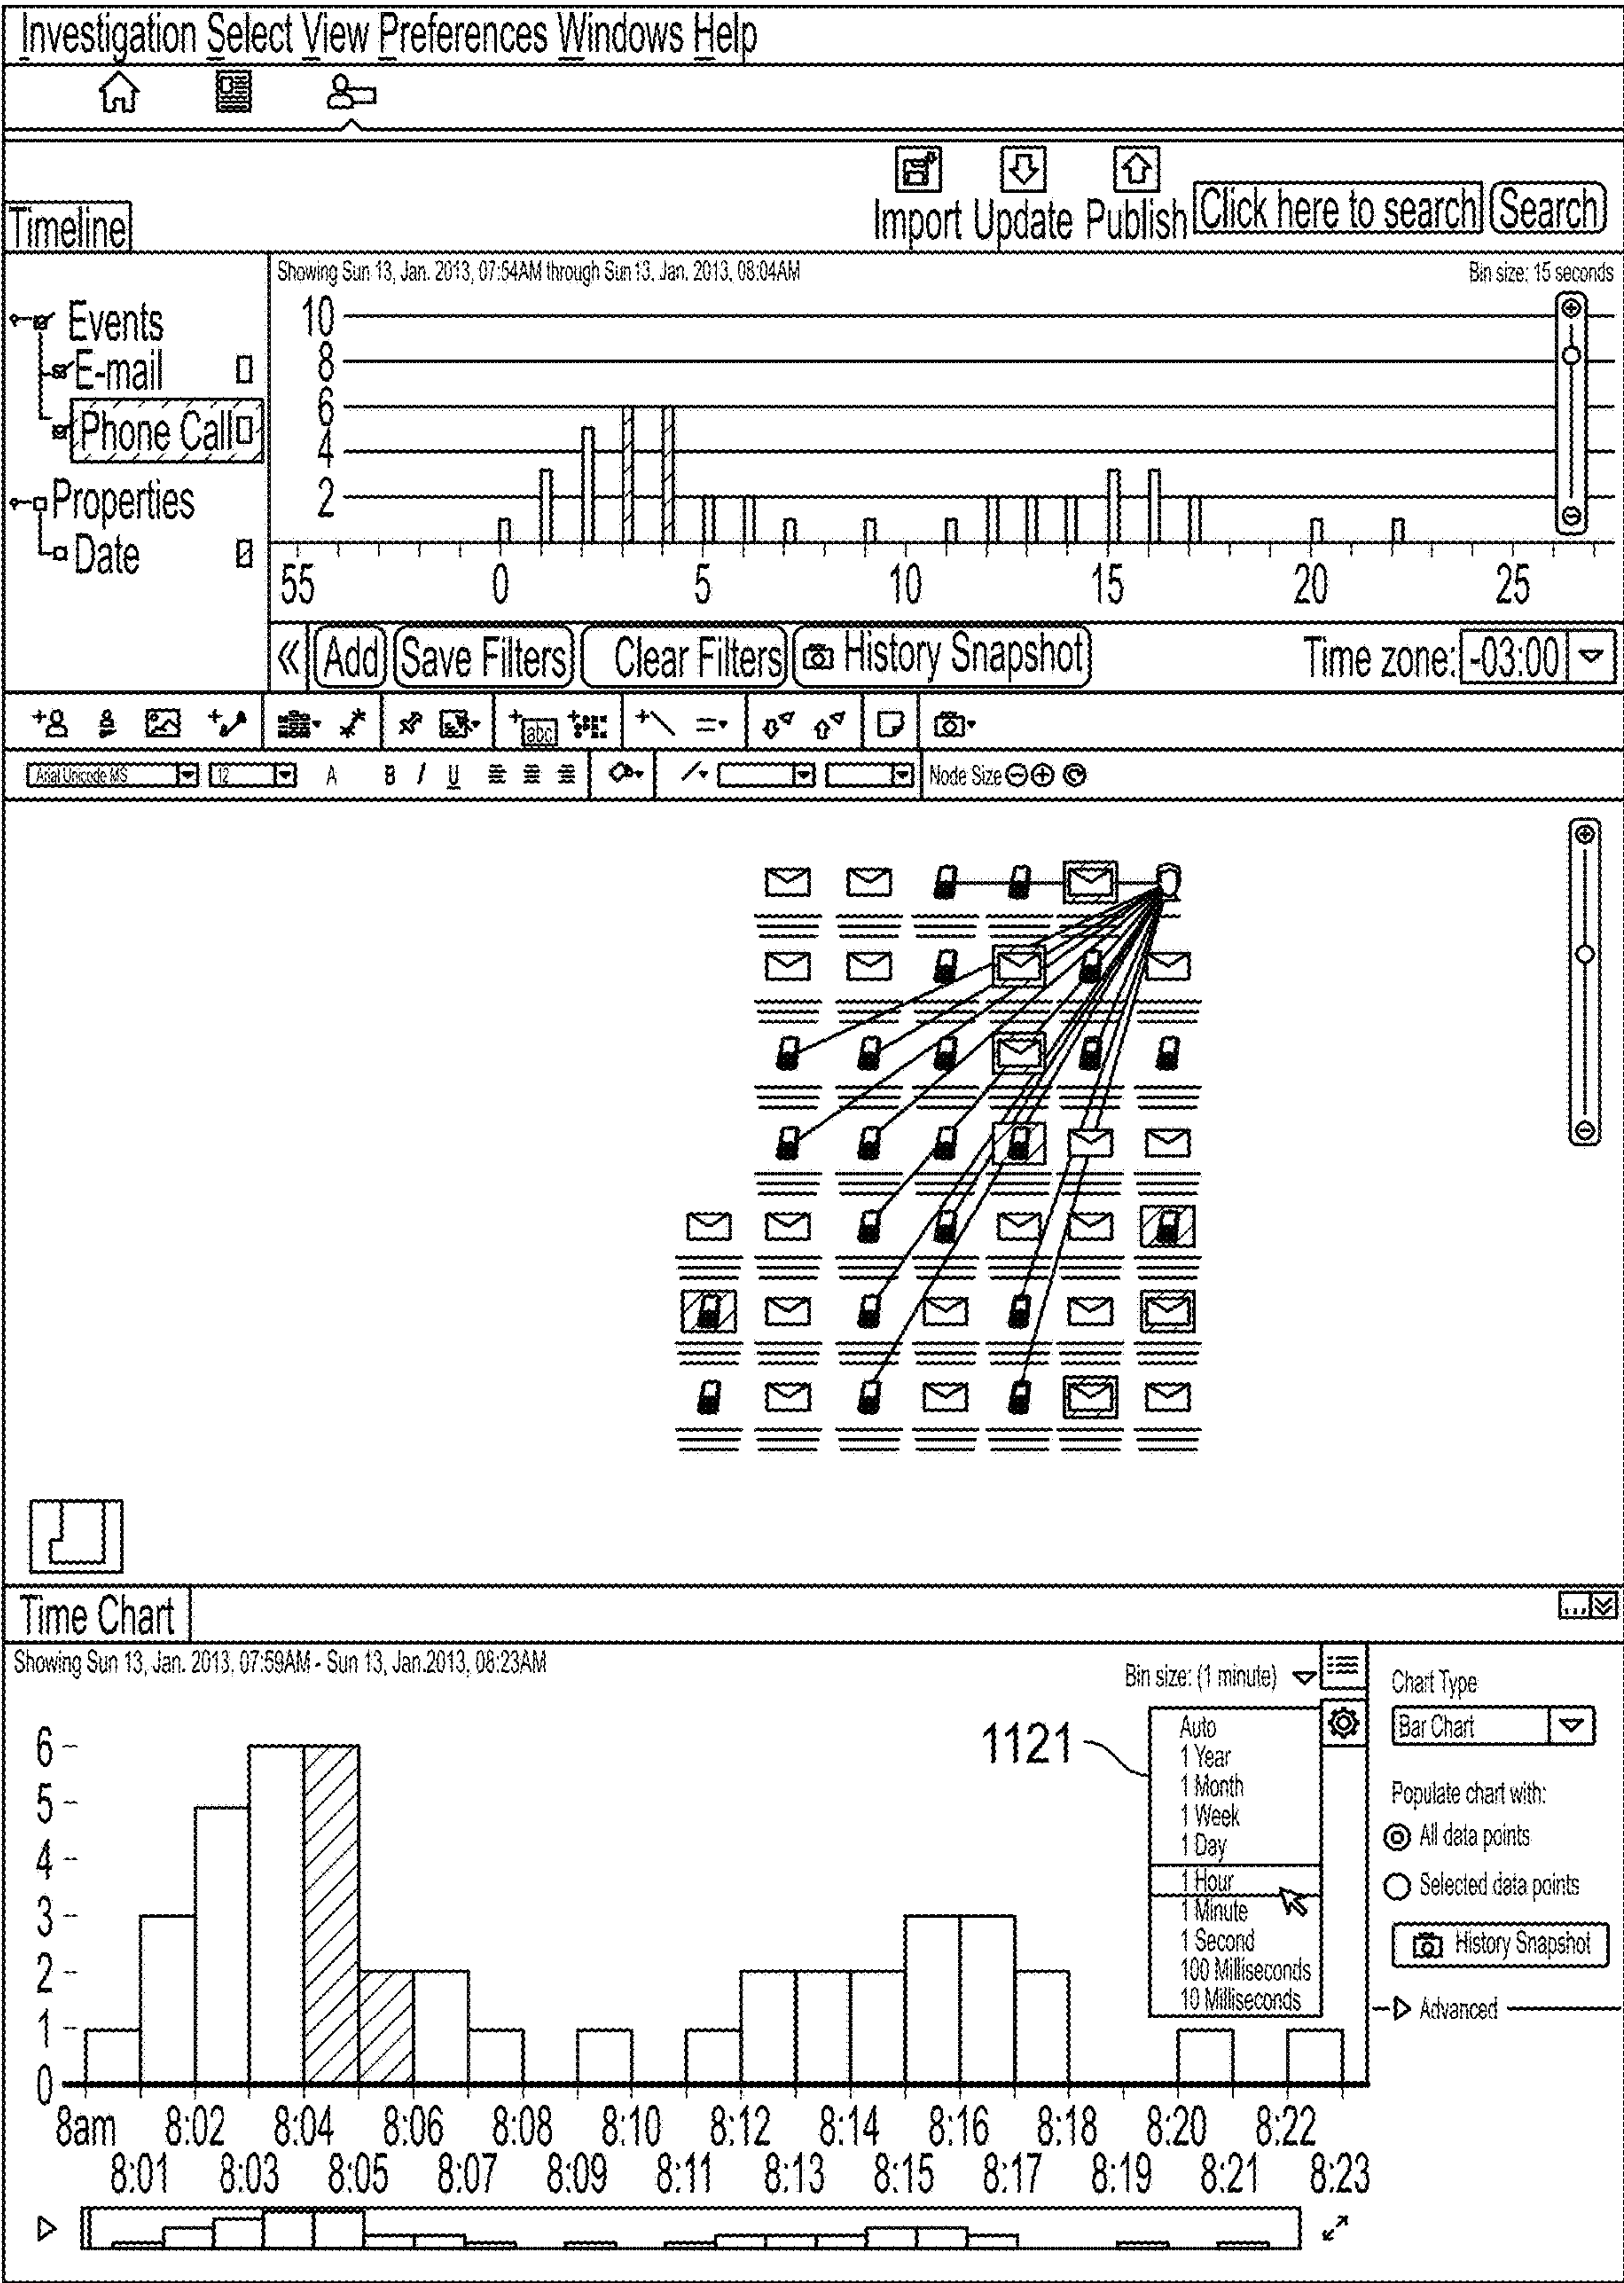 Investigation Select View Preferences Windows Help
Import Update Publish Click here to search Search
Timeline
Showing Sun 13, Jan. 2013, 07:54AM through Sun 13, Jan. 2013, 08:04AM
Bin size: 15 seconds
Events
E-mail
Phone Call
Properties
Date
10
8
6
4
2
55 0 5 10 15 20 25
« Add Save Filters Clear Filters History Snapshot Time zone: -03:00
abc
Arial Unicode MS 12 A B I U Node Size
Time Chart
...
Showing Sun 13, Jan. 2013, 07:59AM - Sun 13, Jan.2013, 08:23AM
Bin size: (1 minute)
1121
Auto
1 Year
1 Month
1 Week
1 Day
1 Hour
1 Minute
1 Second
100 Milliseconds
10 Milliseconds
Chart Type
Bar Chart
Populate chart with:
All data points
Selected data points
History Snapshot
Advanced
6
5
4
3
2
1
0
8am 8:02 8:04 8:06 8:08 8:10 8:12 8:14 8:16 8:18 8:20 8:22
8:01 8:03 8:05 8:07 8:09 8:11 8:13 8:15 8:17 8:19 8:21 8:23